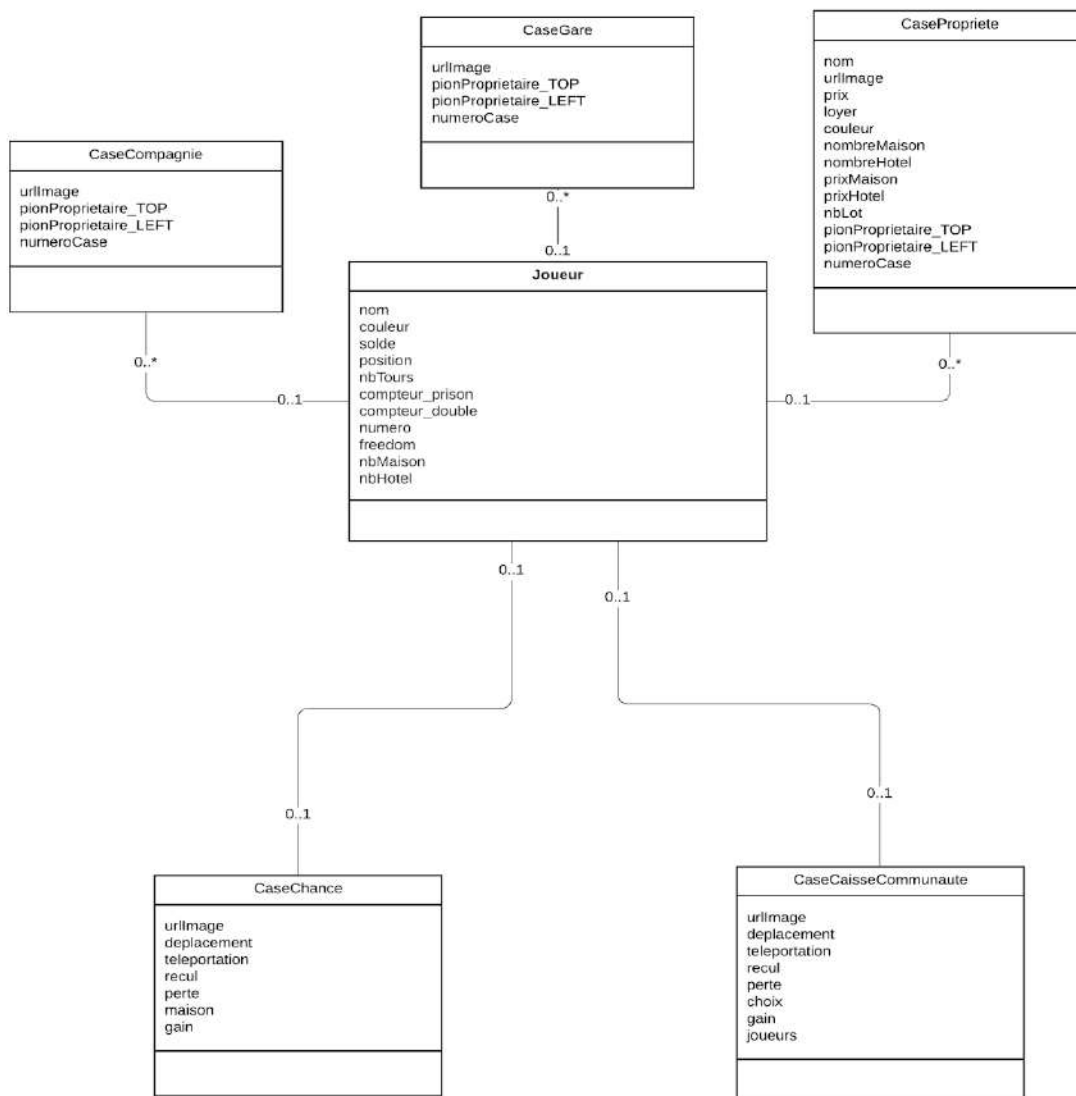 CaseGare
urlImage
pionProprietaire_TOP
pionProprietaire_LEFT
numeroCase
0..*
0..1
CasePropriete
nom
urlImage
prix
loyer
couleur
nombreMaison
nombreHotel
prixMaison
prixHotel
nbLot
pionProprietaire_TOP
pionProprietaire_LEFT
numeroCase
0..*
0..1
CaseCompagnie
urlImage
pionProprietaire_TOP
pionProprietaire_LEFT
numeroCase
0..*
0..1
Joueur
nom
couleur
solde
position
nbTours
compteur_prison
compteur_double
numero
freedom
nbMaison
nbHotel
0..1
0..1
0..1
0..1
CaseChance
urlImage
deplacement
teleportation
recul
perte
maison
gain
CaseCaisseCommunaute
urlImage
deplacement
teleportation
recul
perte
choix
gain
joueurs